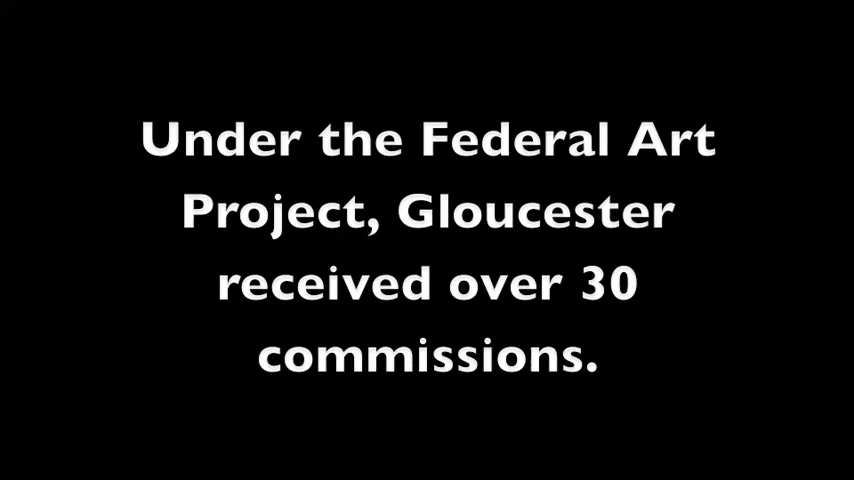 Under the Federal Art
Project, Gloucester
received over 30
commissions.